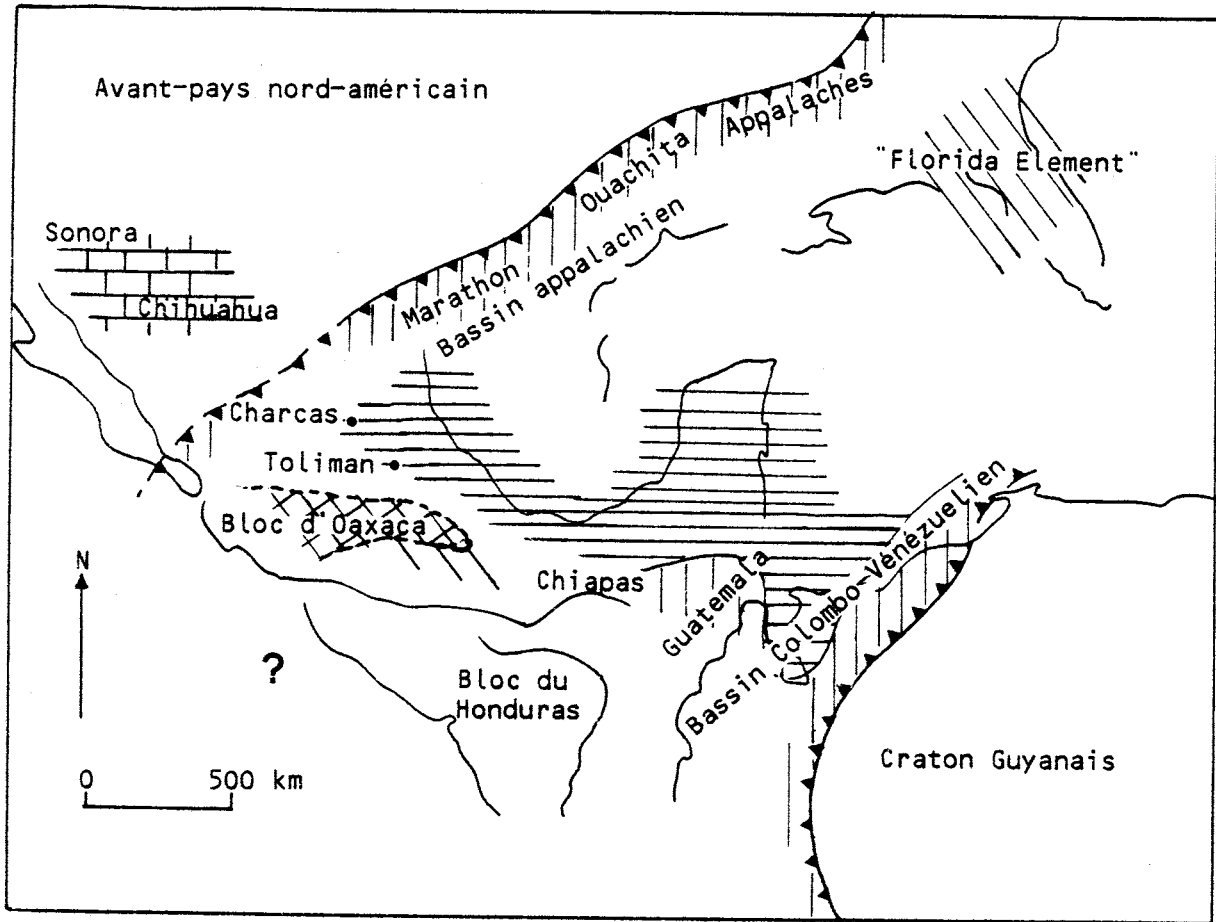 Avant-pays nord-américain
Appalaches
Ouachita
"Florida Element"
Sonora
Chihuahua
Marathon
Bassin appalachien
Charcas
Toliman
Bloc d'Oaxaca
N
Chiapas
Guatemala
Bassin Colombo-Vénézuelien
?
Bloc du
Honduras
Craton Guyanais
0 500 km